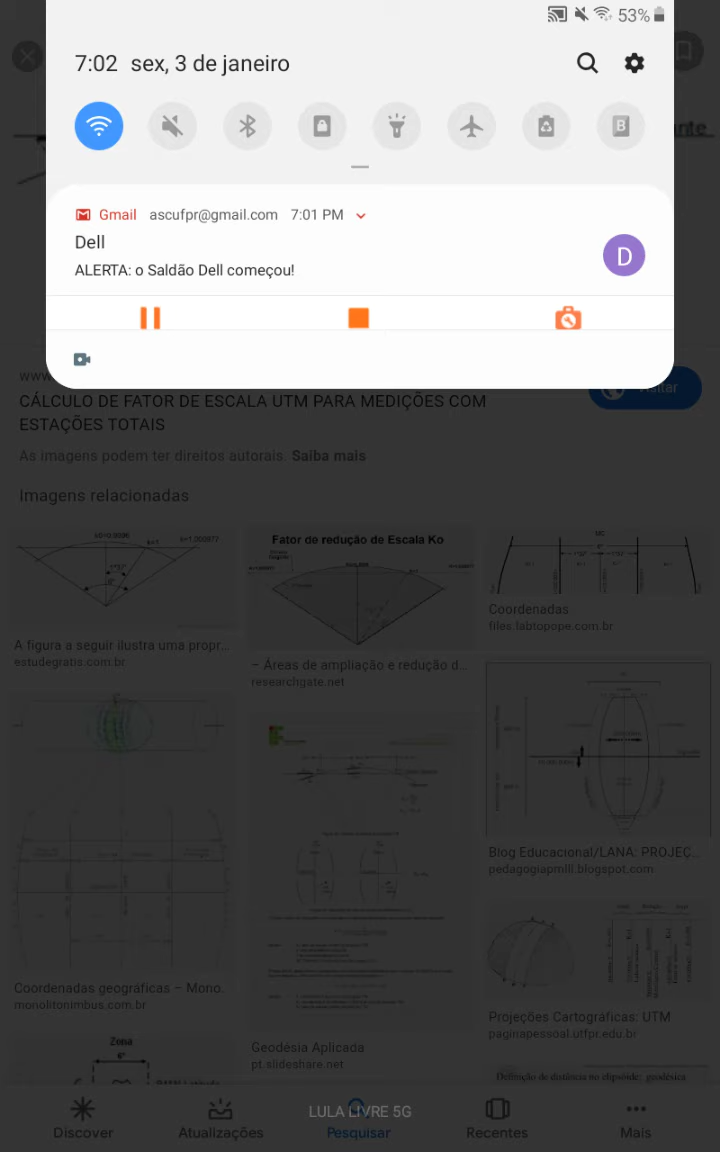 53%
7:02 sex, 3 de janeiro
B
ante
Gmail ascufpr@gmail.com 7:01 PM
Dell
D
ALERTA: o Saldão Dell começou!
www.
CÁLCULO DE FATOR DE ESCALA UTM PARA MEDIÇÕES COM
ESTAÇÕES TOTAIS
As imagens podem ter direitos autorais. Saiba mais
Imagens relacionadas
k=1
Fator de redução de Escala Ko
A figura a seguir ilustra uma propr...
estudegratis.com.br
– Áreas de ampliação e redução d...
researchgate.net
Coordenadas
files.labtopope.com.br
Blog Educacional/LANA: PROJEÇ...
pedagogiapmill.blogspot.com
Coordenadas geográficas – Mono.
monolitonimbus.com.br
Geodésia Aplicada
pt.slideshare.net
Projeções Cartográficas: UTM
paginapessoal.utfpr.edu.br
Zona
6°
Definição de distância no elipsóide: geodésica
LULA LIVRE 5G
Discover
Atualizações
Pesquisar
Recentes
Mais